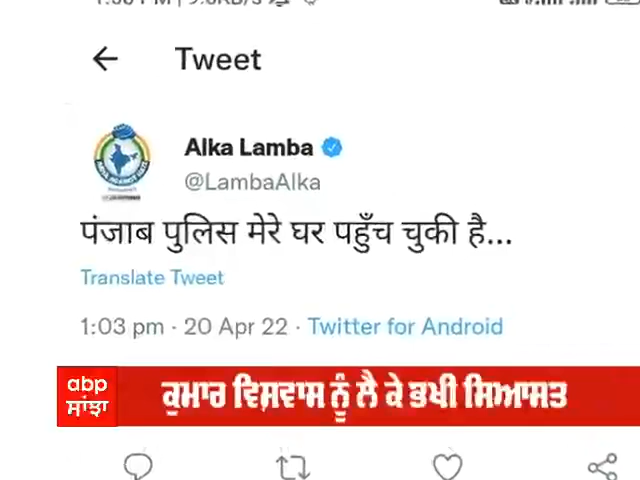 Tweet
Alka Lamba
@LambaAlka
पंजाब पुलिस मेरे घर पहुँच चुकी है...
Translate Tweet
1:03 pm · 20 Apr 22 · Twitter for Android
abp
ਸਾਂਝਾ
ਕੁਮਾਰ ਵਿਸ਼ਵਾਸ ਨੂੰ ਲੈ ਕੇ ਭਖੀ ਸਿਆਸਤ